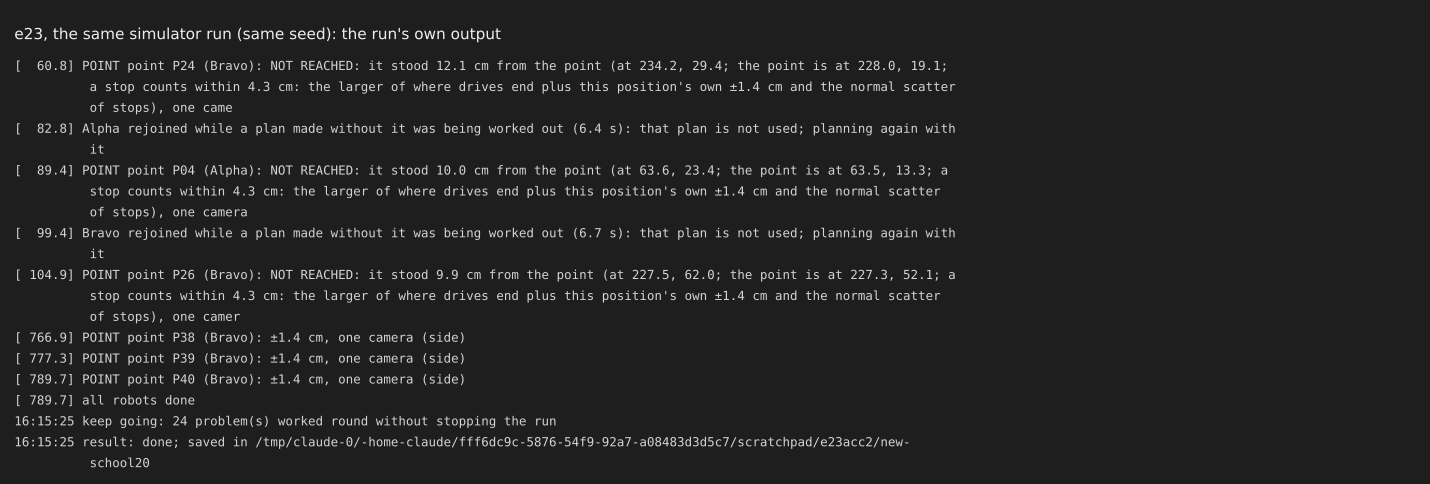 e23, the same simulator run (same seed): the run's own output
[  60.8] POINT point P24 (Bravo): NOT REACHED: it stood 12.1 cm from the point (at 234.2, 29.4; the point is at 228.0, 19.1;
a stop counts within 4.3 cm: the larger of where drives end plus this position's own ±1.4 cm and the normal scatter
of stops), one came
[  82.8] Alpha rejoined while a plan made without it was being worked out (6.4 s): that plan is not used; planning again with
it
[  89.4] POINT point P04 (Alpha): NOT REACHED: it stood 10.0 cm from the point (at 63.6, 23.4; the point is at 63.5, 13.3; a
stop counts within 4.3 cm: the larger of where drives end plus this position's own ±1.4 cm and the normal scatter
of stops), one camera
[  99.4] Bravo rejoined while a plan made without it was being worked out (6.7 s): that plan is not used; planning again with
it
[ 104.9] POINT point P26 (Bravo): NOT REACHED: it stood 9.9 cm from the point (at 227.5, 62.0; the point is at 227.3, 52.1; a
stop counts within 4.3 cm: the larger of where drives end plus this position's own ±1.4 cm and the normal scatter
of stops), one camer
[ 766.9] POINT point P38 (Bravo): ±1.4 cm, one camera (side)
[ 777.3] POINT point P39 (Bravo): ±1.4 cm, one camera (side)
[ 789.7] POINT point P40 (Bravo): ±1.4 cm, one camera (side)
[ 789.7] all robots done
16:15:25 keep going: 24 problem(s) worked round without stopping the run
16:15:25 result: done; saved in /tmp/claude-0/-home-claude/fff6dc9c-5876-54f9-92a7-a08483d3d5c7/scratchpad/e23acc2/new-
school20